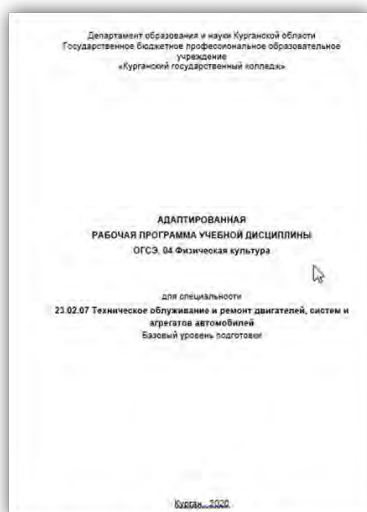 Департамент образования и науки Курганской области
Государственное бюджетное профессиональное образовательное
учреждение
«Курганский государственный колледж»
АДАПТИРОВАННАЯ
РАБОЧАЯ ПРОГРАММА УЧЕБНОЙ ДИСЦИПЛИНЫ
ОГСЭ. 04 Физическая культура
для специальности
23.02.07 Техническое облуживание и ремонт двигателей, систем и
агрегатов автомобилей
Базовый уровень подготовки
Курган, 2020